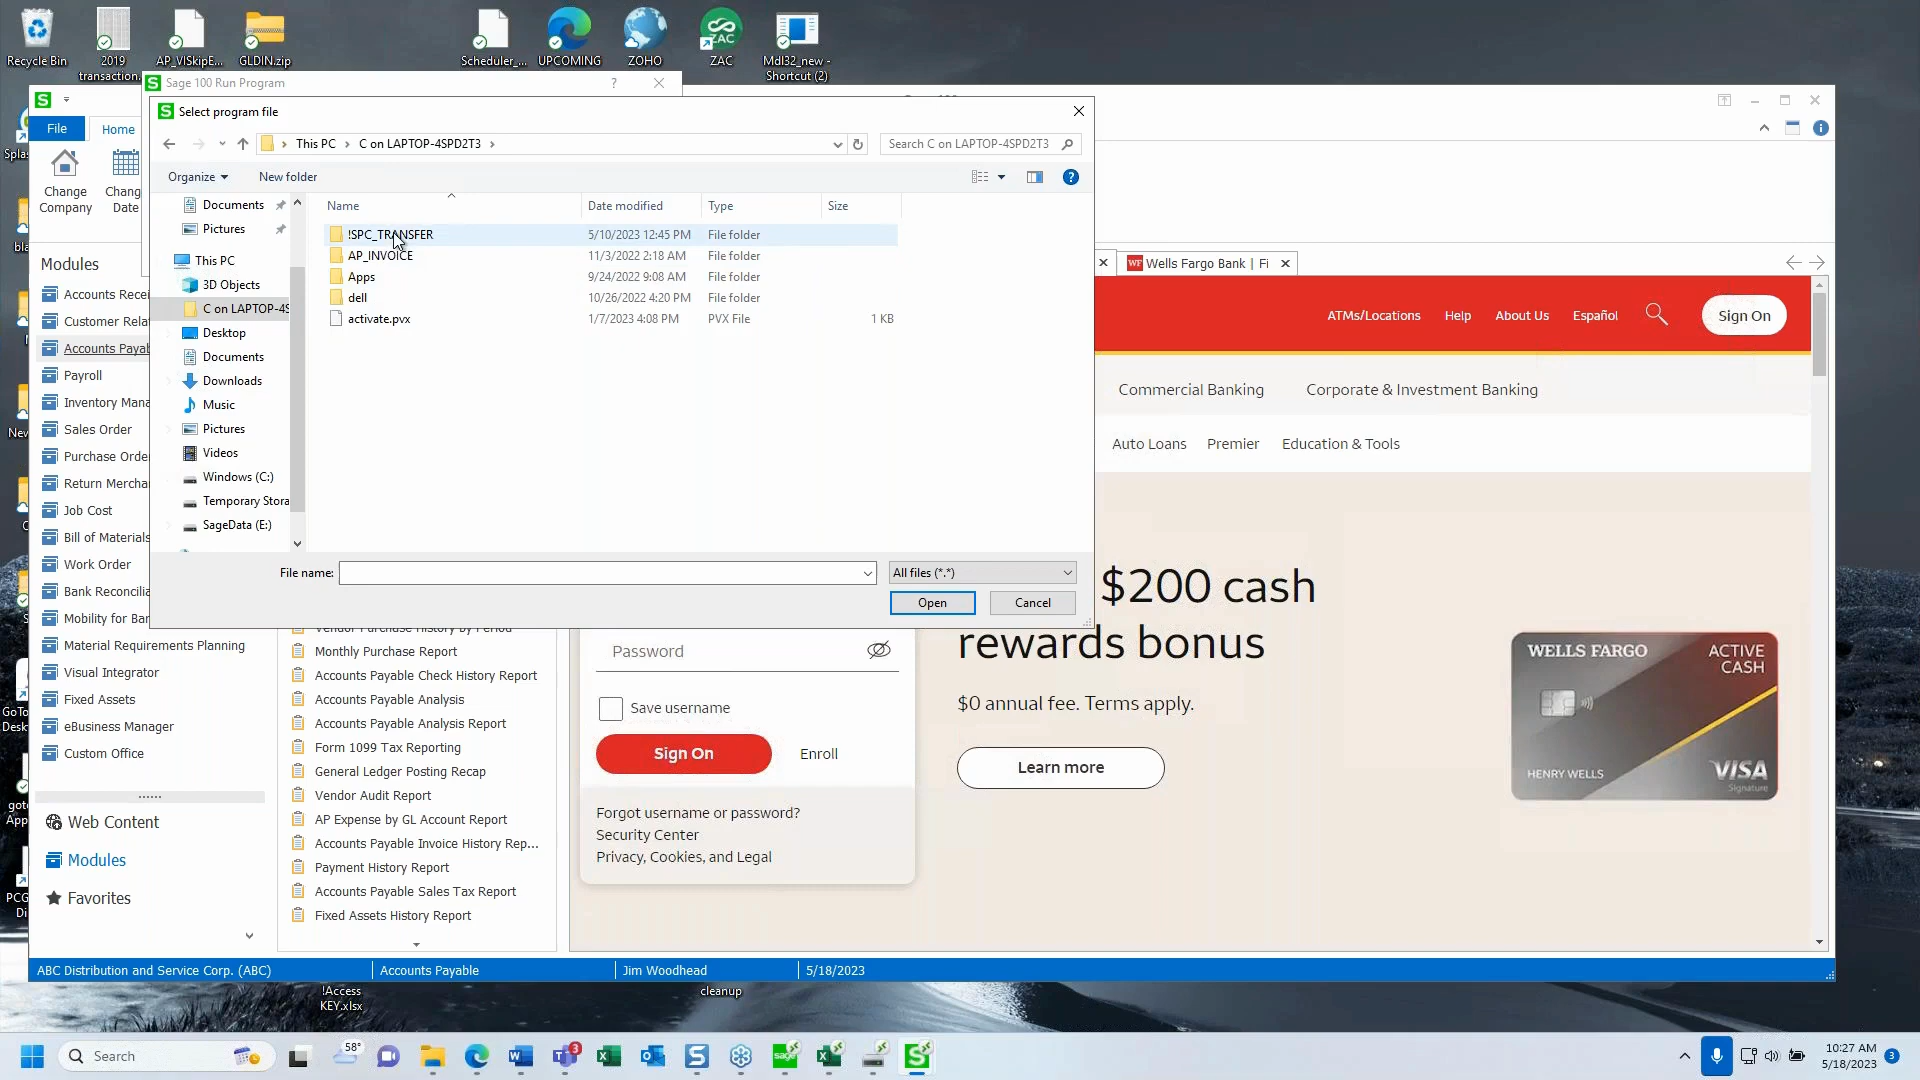 Recycle Bin
2019
transaction.
AP_VISkipE...
GLDIN.zip
Scheduler_...
UPCOMING
ZOHO
ZAC
ZAC
Mdl32_new -
Shortcut (2)
Sage 100 Run Program
?
Select program file
This PC
C on LAPTOP-4SPD2T3
Search C on LAPTOP-4SPD2T3
Organize
New folder
Documents
Pictures
This PC
3D Objects
C on LAPTOP-4S
Desktop
Documents
Downloads
Music
Pictures
Videos
Windows (C:)
Temporary Stora
SageData (E:)
Name
Date modified
Type
Size
!SPC_TRANSFER
5/10/2023 12:45 PM
File folder
AP_INVOICE
11/3/2022 2:18 AM
File folder
Apps
9/24/2022 9:08 AM
File folder
dell
10/26/2022 4:20 PM
File folder
activate.pvx
1/7/2023 4:08 PM
PVX File
1 KB
File name:
All files (*.*)
Open
Cancel
File
Home
Change
Company
Chang
Date
Modules
Accounts Recei
Customer Rela
Accounts Payab
Payroll
Inventory Mana
Sales Order
Purchase Orde
Return Mercha
Job Cost
Bill of Materials
Work Order
Bank Reconcilia
Mobility for Bar
Material Requirements Planning
Visual Integrator
Fixed Assets
eBusiness Manager
Custom Office
Web Content
Modules
Favorites
Vendor Purchase History by Period
Monthly Purchase Report
Accounts Payable Check History Report
Accounts Payable Analysis
Accounts Payable Analysis Report
Form 1099 Tax Reporting
General Ledger Posting Recap
Vendor Audit Report
AP Expense by GL Account Report
Accounts Payable Invoice History Rep...
Payment History Report
Accounts Payable Sales Tax Report
Fixed Assets History Report
WF Wells Fargo Bank | Fi
ATMs/Locations
Help
About Us
Español
Sign On
Commercial Banking
Corporate & Investment Banking
Auto Loans
Premier
Education & Tools
Password
Save username
Sign On
Enroll
Forgot username or password?
Security Center
Privacy, Cookies, and Legal
$200 cash
rewards bonus
$0 annual fee. Terms apply.
Learn more
WELLS FARGO
ACTIVE
CASH
HENRY WELLS
VISA
Signature
ABC Distribution and Service Corp. (ABC)
Accounts Payable
Jim Woodhead
5/18/2023
!Access
KEY.xlsx
cleanup
Search
58°
3
sage
10:27 AM
5/18/2023
3